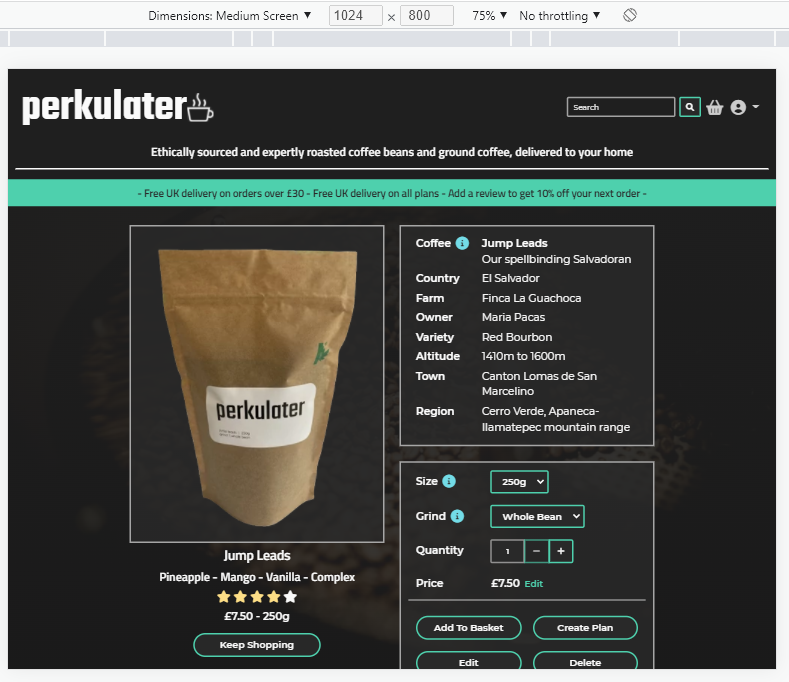 Dimensions: Medium Screen ▼ 1024 × 800 75% ▼ No throttling ▼
perkulater
Search
Ethically sourced and expertly roasted coffee beans and ground coffee, delivered to your home
- Free UK delivery on orders over £30 - Free UK delivery on all plans - Add a review to get 10% off your next order -
perkulater
Jump Leads
Pineapple - Mango - Vanilla - Complex
£7.50 - 250g
Keep Shopping
Coffee i Jump Leads
Our spellbinding Salvadoran
Country El Salvador
Farm Finca La Guachoca
Owner Maria Pacas
Variety Red Bourbon
Altitude 1410m to 1600m
Town Canton Lomas de San
Marcelino
Region Cerro Verde, Apaneca-
llamatepec mountain range
Size i 250g
Grind i Whole Bean
Quantity 1 − +
Price £7.50 Edit
Add To Basket Create Plan
Edit Delete